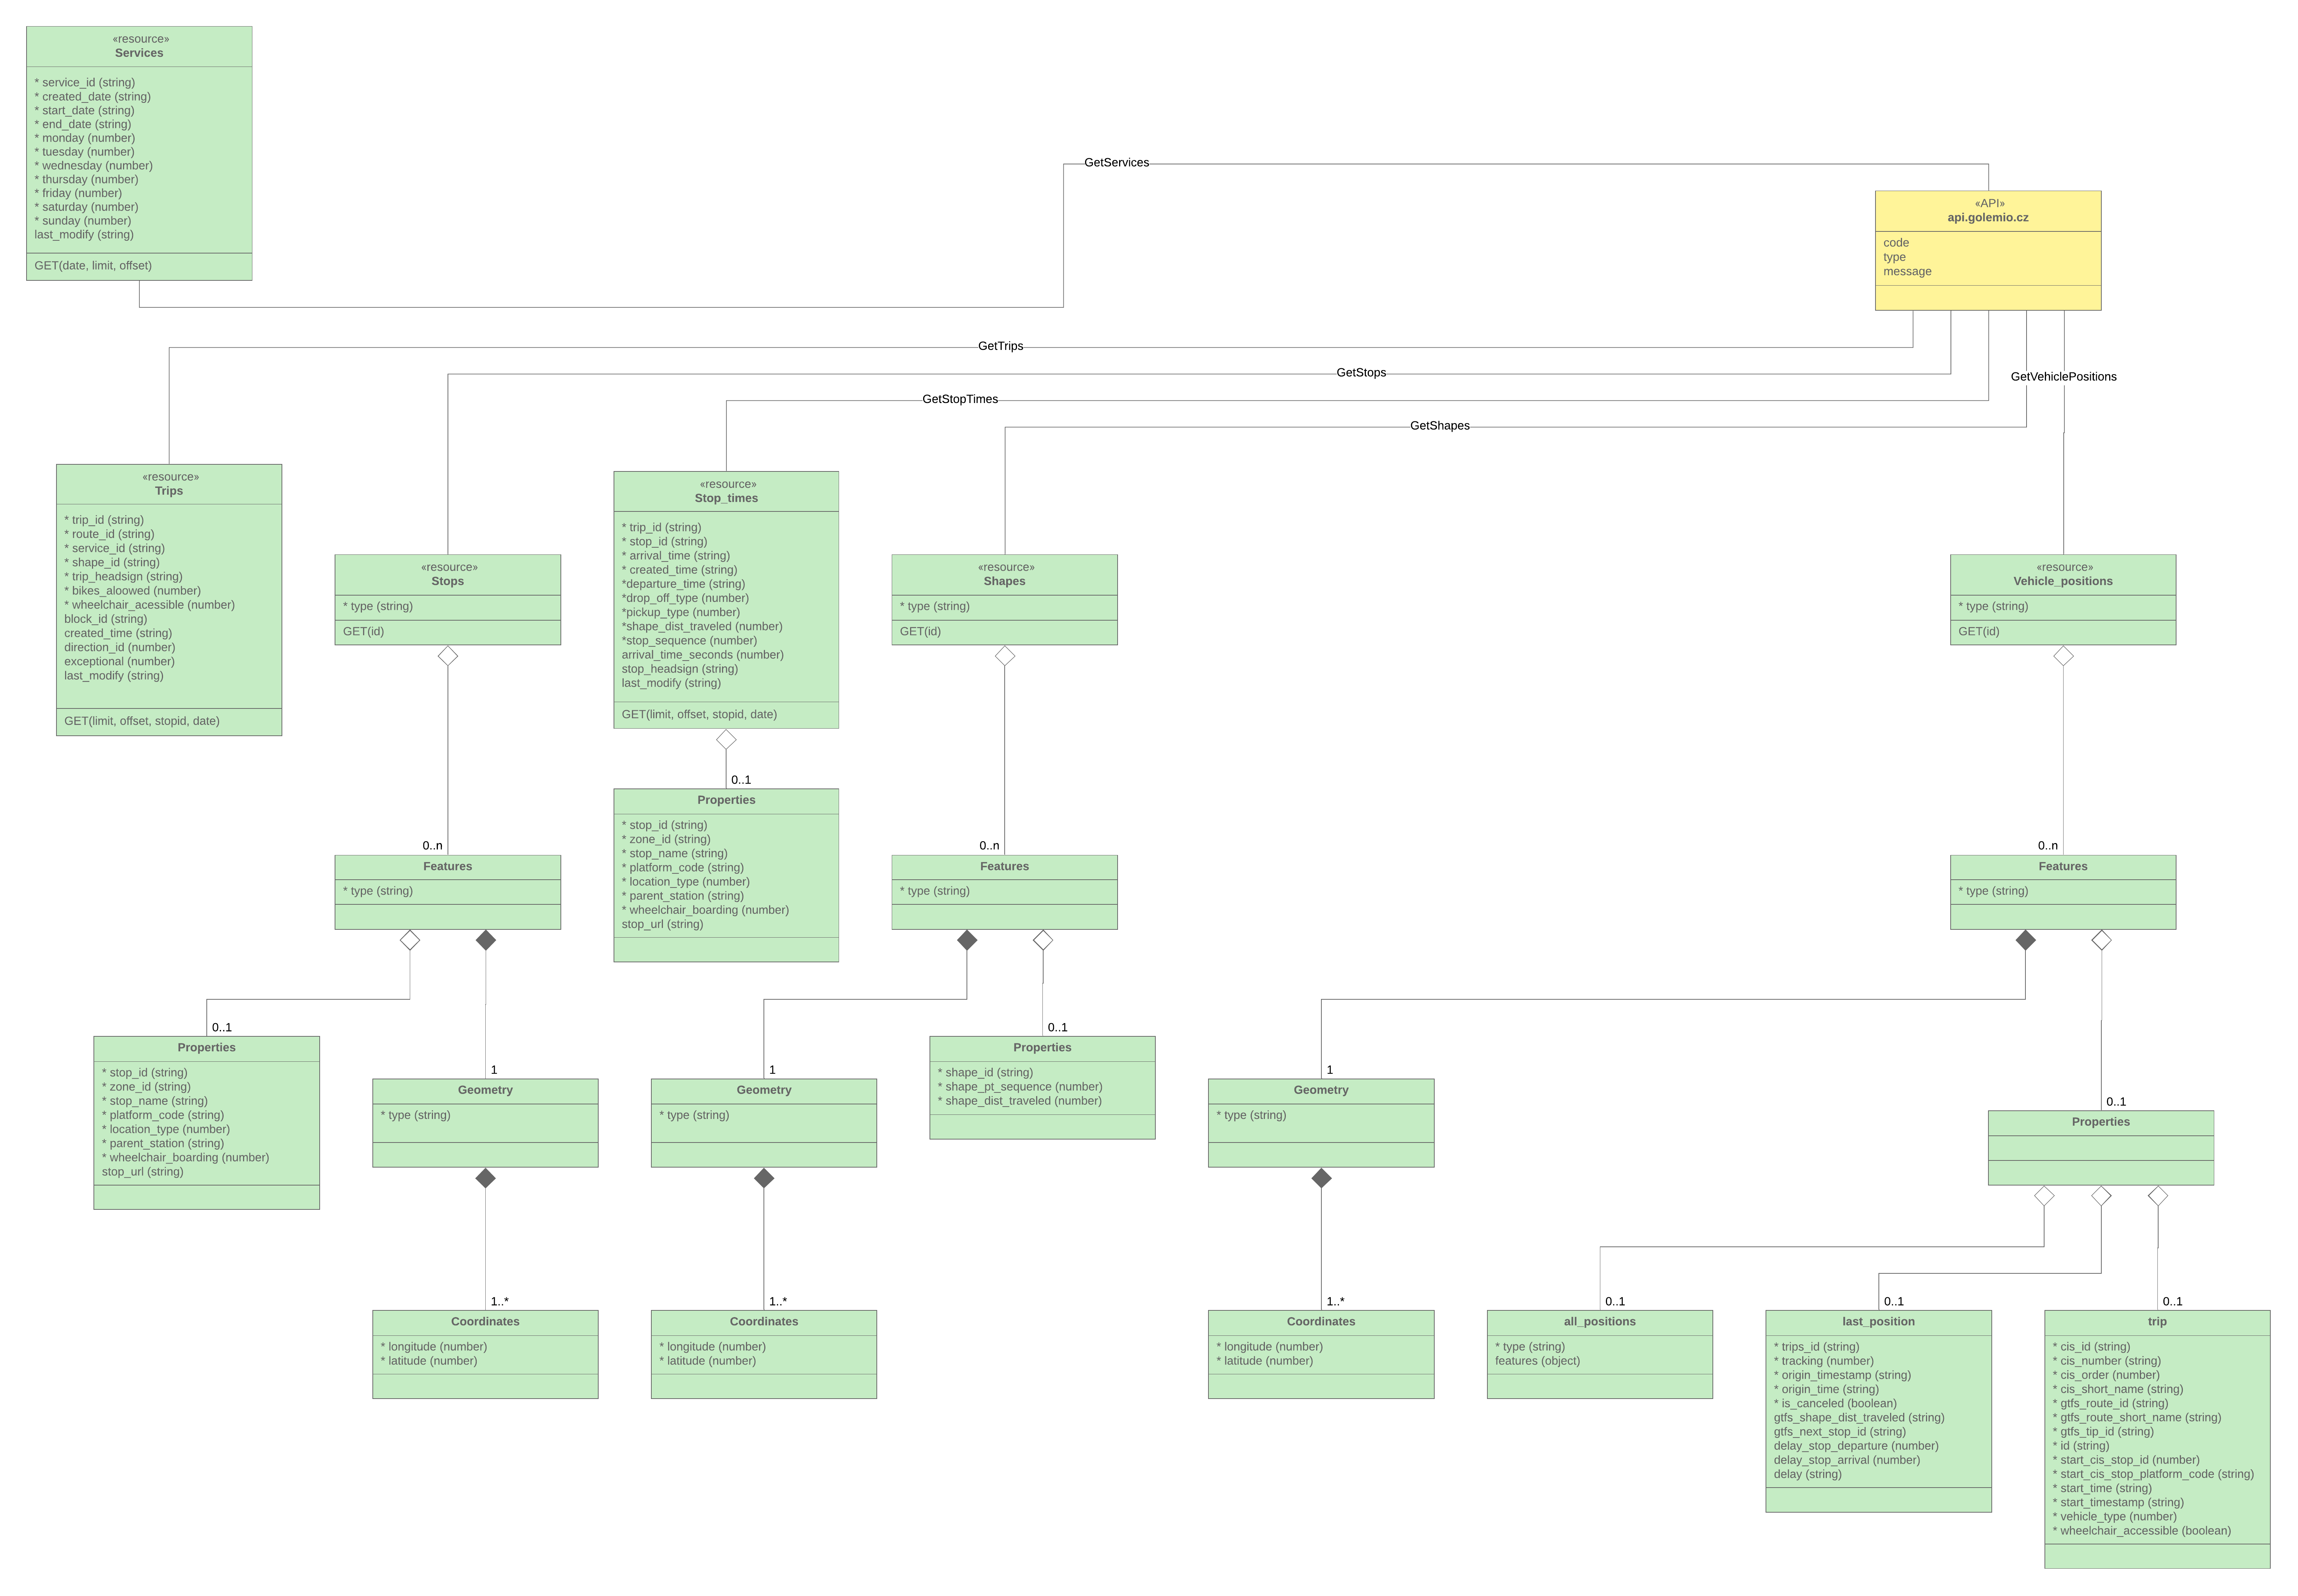 «resource»
Services
* service_id (string)
* created_date (string)
* start_date (string)
* end_date (string)
* monday (number)
* tuesday (number)
* wednesday (number)
* thursday (number)
* friday (number)
* saturday (number)
* sunday (number)
last_modify (string)
GET(date, limit, offset)
GetServices
«API»
api.golemio.cz
code
type
message
GetTrips
GetStops
GetVehiclePositions
GetStopTimes
GetShapes
«resource»
Trips
* trip_id (string)
* route_id (string)
* service_id (string)
* shape_id (string)
* trip_headsign (string)
* bikes_aloowed (number)
* wheelchair_acessible (number)
block_id (string)
created_time (string)
direction_id (number)
exceptional (number)
last_modify (string)
GET(limit, offset, stopid, date)
«resource»
Stops
* type (string)
GET(id)
«resource»
Stop_times
* trip_id (string)
* stop_id (string)
* arrival_time (string)
* created_time (string)
*departure_time (string)
*drop_off_type (number)
*pickup_type (number)
*shape_dist_traveled (number)
*stop_sequence (number)
arrival_time_seconds (number)
stop_headsign (string)
last_modify (string)
GET(limit, offset, stopid, date)
«resource»
Shapes
* type (string)
GET(id)
«resource»
Vehicle_positions
* type (string)
GET(id)
0..1
Properties
* stop_id (string)
* zone_id (string)
* stop_name (string)
* platform_code (string)
* location_type (number)
* parent_station (string)
* wheelchair_boarding (number)
stop_url (string)
0..n
Features
* type (string)
0..n
Features
* type (string)
0..n
Features
* type (string)
0..1
Properties
* stop_id (string)
* zone_id (string)
* stop_name (string)
* platform_code (string)
* location_type (number)
* parent_station (string)
* wheelchair_boarding (number)
stop_url (string)
1
Geometry
* type (string)
1
Geometry
* type (string)
0..1
Properties
* shape_id (string)
* shape_pt_sequence (number)
* shape_dist_traveled (number)
1
Geometry
* type (string)
0..1
Properties
1..*
Coordinates
* longitude (number)
* latitude (number)
1..*
Coordinates
* longitude (number)
* latitude (number)
1..*
Coordinates
* longitude (number)
* latitude (number)
0..1
all_positions
* type (string)
features (object)
0..1
last_position
* trips_id (string)
* tracking (number)
* origin_timestamp (string)
* origin_time (string)
* is_canceled (boolean)
gtfs_shape_dist_traveled (string)
gtfs_next_stop_id (string)
delay_stop_departure (number)
delay_stop_arrival (number)
delay (string)
0..1
trip
* cis_id (string)
* cis_number (string)
* cis_order (number)
* cis_short_name (string)
* gtfs_route_id (string)
* gtfs_route_short_name (string)
* gtfs_tip_id (string)
* id (string)
* start_cis_stop_id (number)
* start_cis_stop_platform_code (string)
* start_time (string)
* start_timestamp (string)
* vehicle_type (number)
* wheelchair_accessible (boolean)